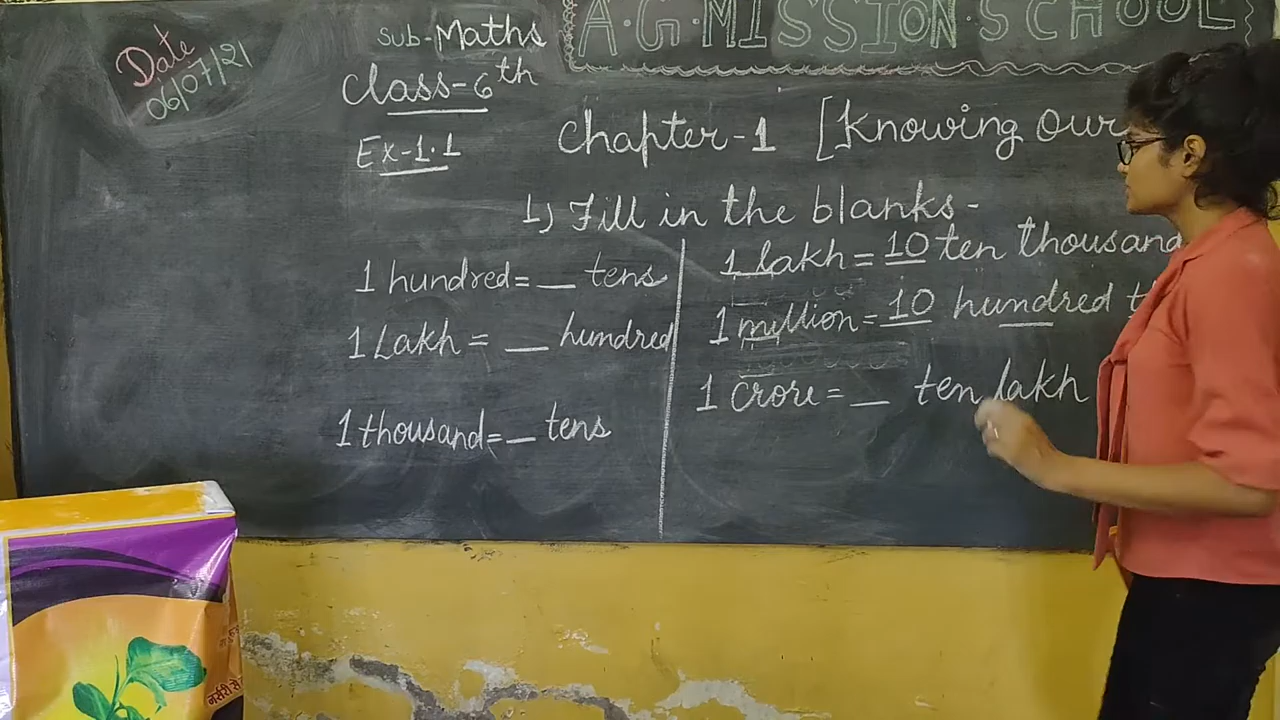 A.G.MISSION.SCHOOL
Date
06/07/21
Sub-Maths
Class-6th
Ex-1.1
Chapter-1 [Knowing Our
1) Fill in the blanks-
1 hundred= __ tens
1 Lakh = __ hundred
1 thousand=__ tens
1 lakh = 10 ten thousand
1 million= 10 hundred t
1 crore = __ ten lakh